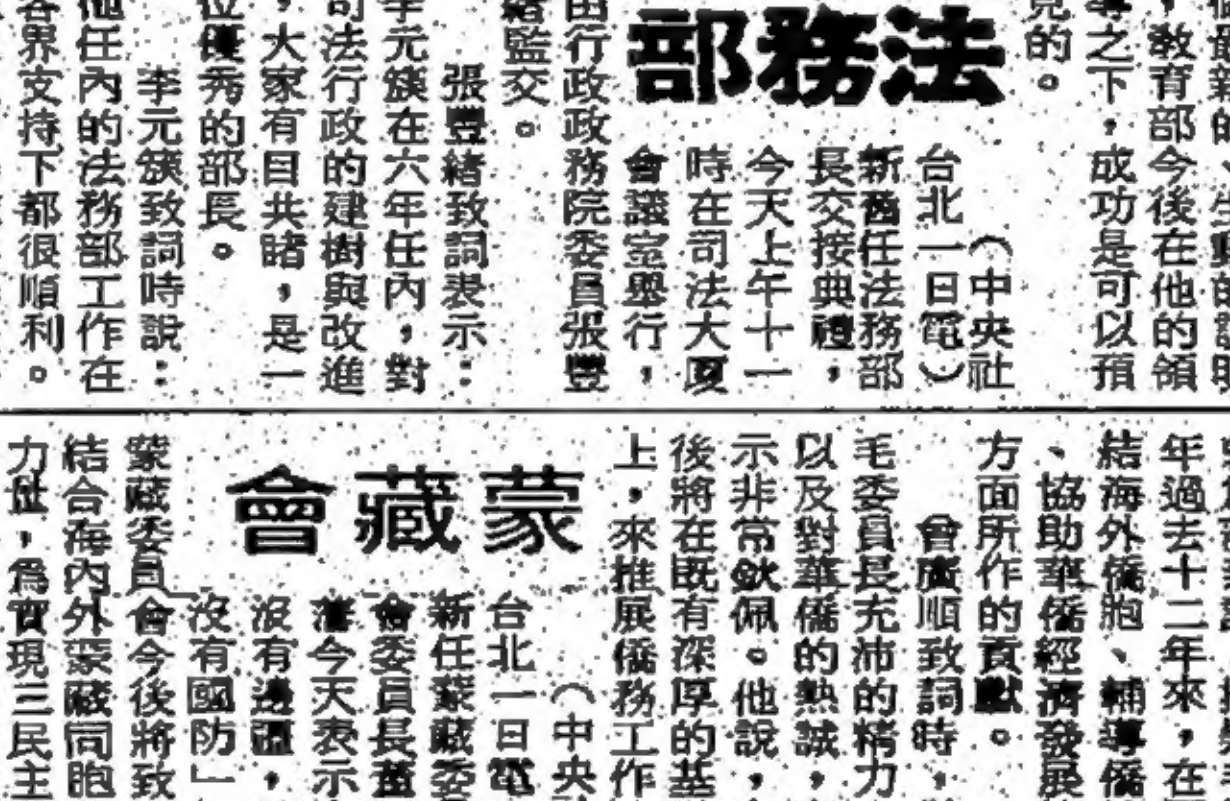 ，教育部今後在他的領
導之下，成功是可以預
見的。
法務部
（中央社
台北一日電）
新舊任法務部
長交接典禮，
今天上午十一
時在司法大廈
會議室舉行，
由行政政務院委員張豐
緒監交。
張豐緒致詞表示：
李元簇在六年任內，對
司法行政的建樹與改進
，大家有目共睹，是一
位優秀的部長。
李元簇致詞時說：
他任內的法務部工作在
各界支持下都很順利。
年過去十二年來，在
結海外僑胞、輔導僑
、協助華僑經濟發展
方面所作的貢獻。
曾廣順致詞時，
毛委員長充沛的精力
以及對華僑的熱誠，
示非常欽佩。他說，
後將在既有深厚的基
上，來推展僑務工作
蒙藏會
（中央
台北一日電
新任蒙藏委
會委員長薑
今天表示
沒有邊疆，
沒有國防」
蒙藏委員會今後將致
結合海內外蒙藏同胞
力，為實現三民主